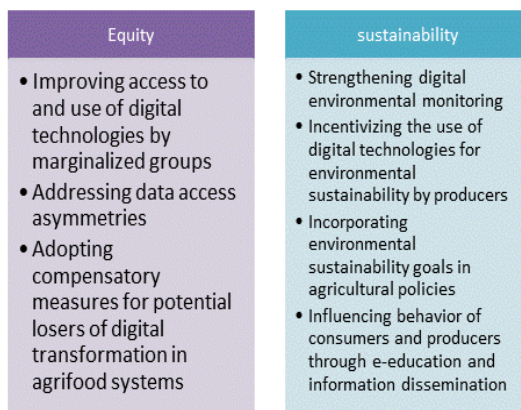 Equity
• Improving access to
and use of digital
technologies by
marginalized groups
• Addressing data access
asymmetries
• Adopting
compensatory
measures for potential
losers of digital
transformation in
agrifood systems
sustainability
• Strengthening digital
environmental monitoring
• Incentivizing the use of
digital technologies for
environmental
sustainability by producers
• Incorporating
environmental
sustainability goals in
agricultural policies
• Influencing behavior of
consumers and producers
through e-education and
information dissemination